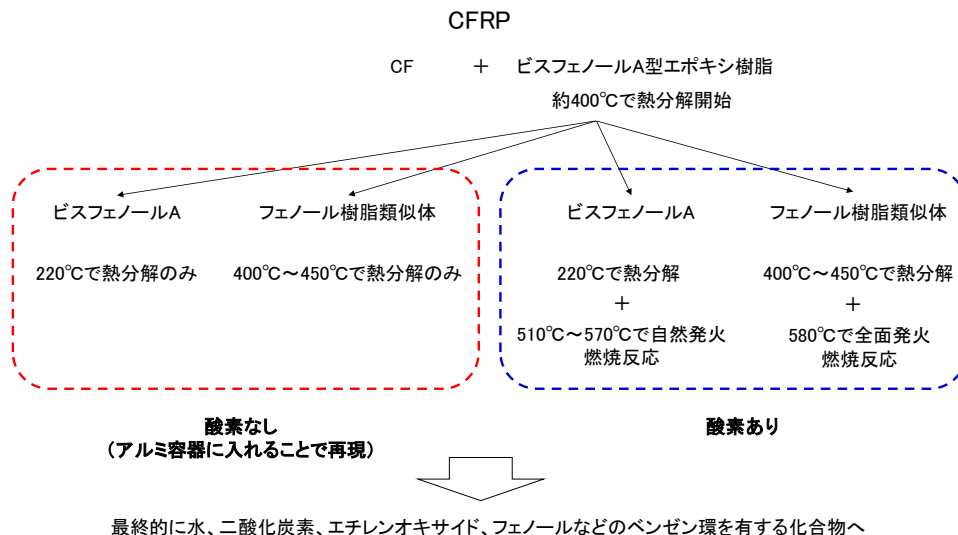 CFRP
CF + ビスフェノールA型エポキシ樹脂
約400℃で熱分解開始
ビスフェノールA
フェノール樹脂類似体
220℃で熱分解のみ
400℃～450℃で熱分解のみ
ビスフェノールA
フェノール樹脂類似体
220℃で熱分解
+
510℃～570℃で自然発火
燃焼反応
400℃～450℃で熱分解
+
580℃で全面発火
燃焼反応
酸素なし
（アルミ容器に入れることで再現）
酸素あり
最終的に水、二酸化炭素、エチレンオキサイド、フェノールなどのベンゼン環を有する化合物へ